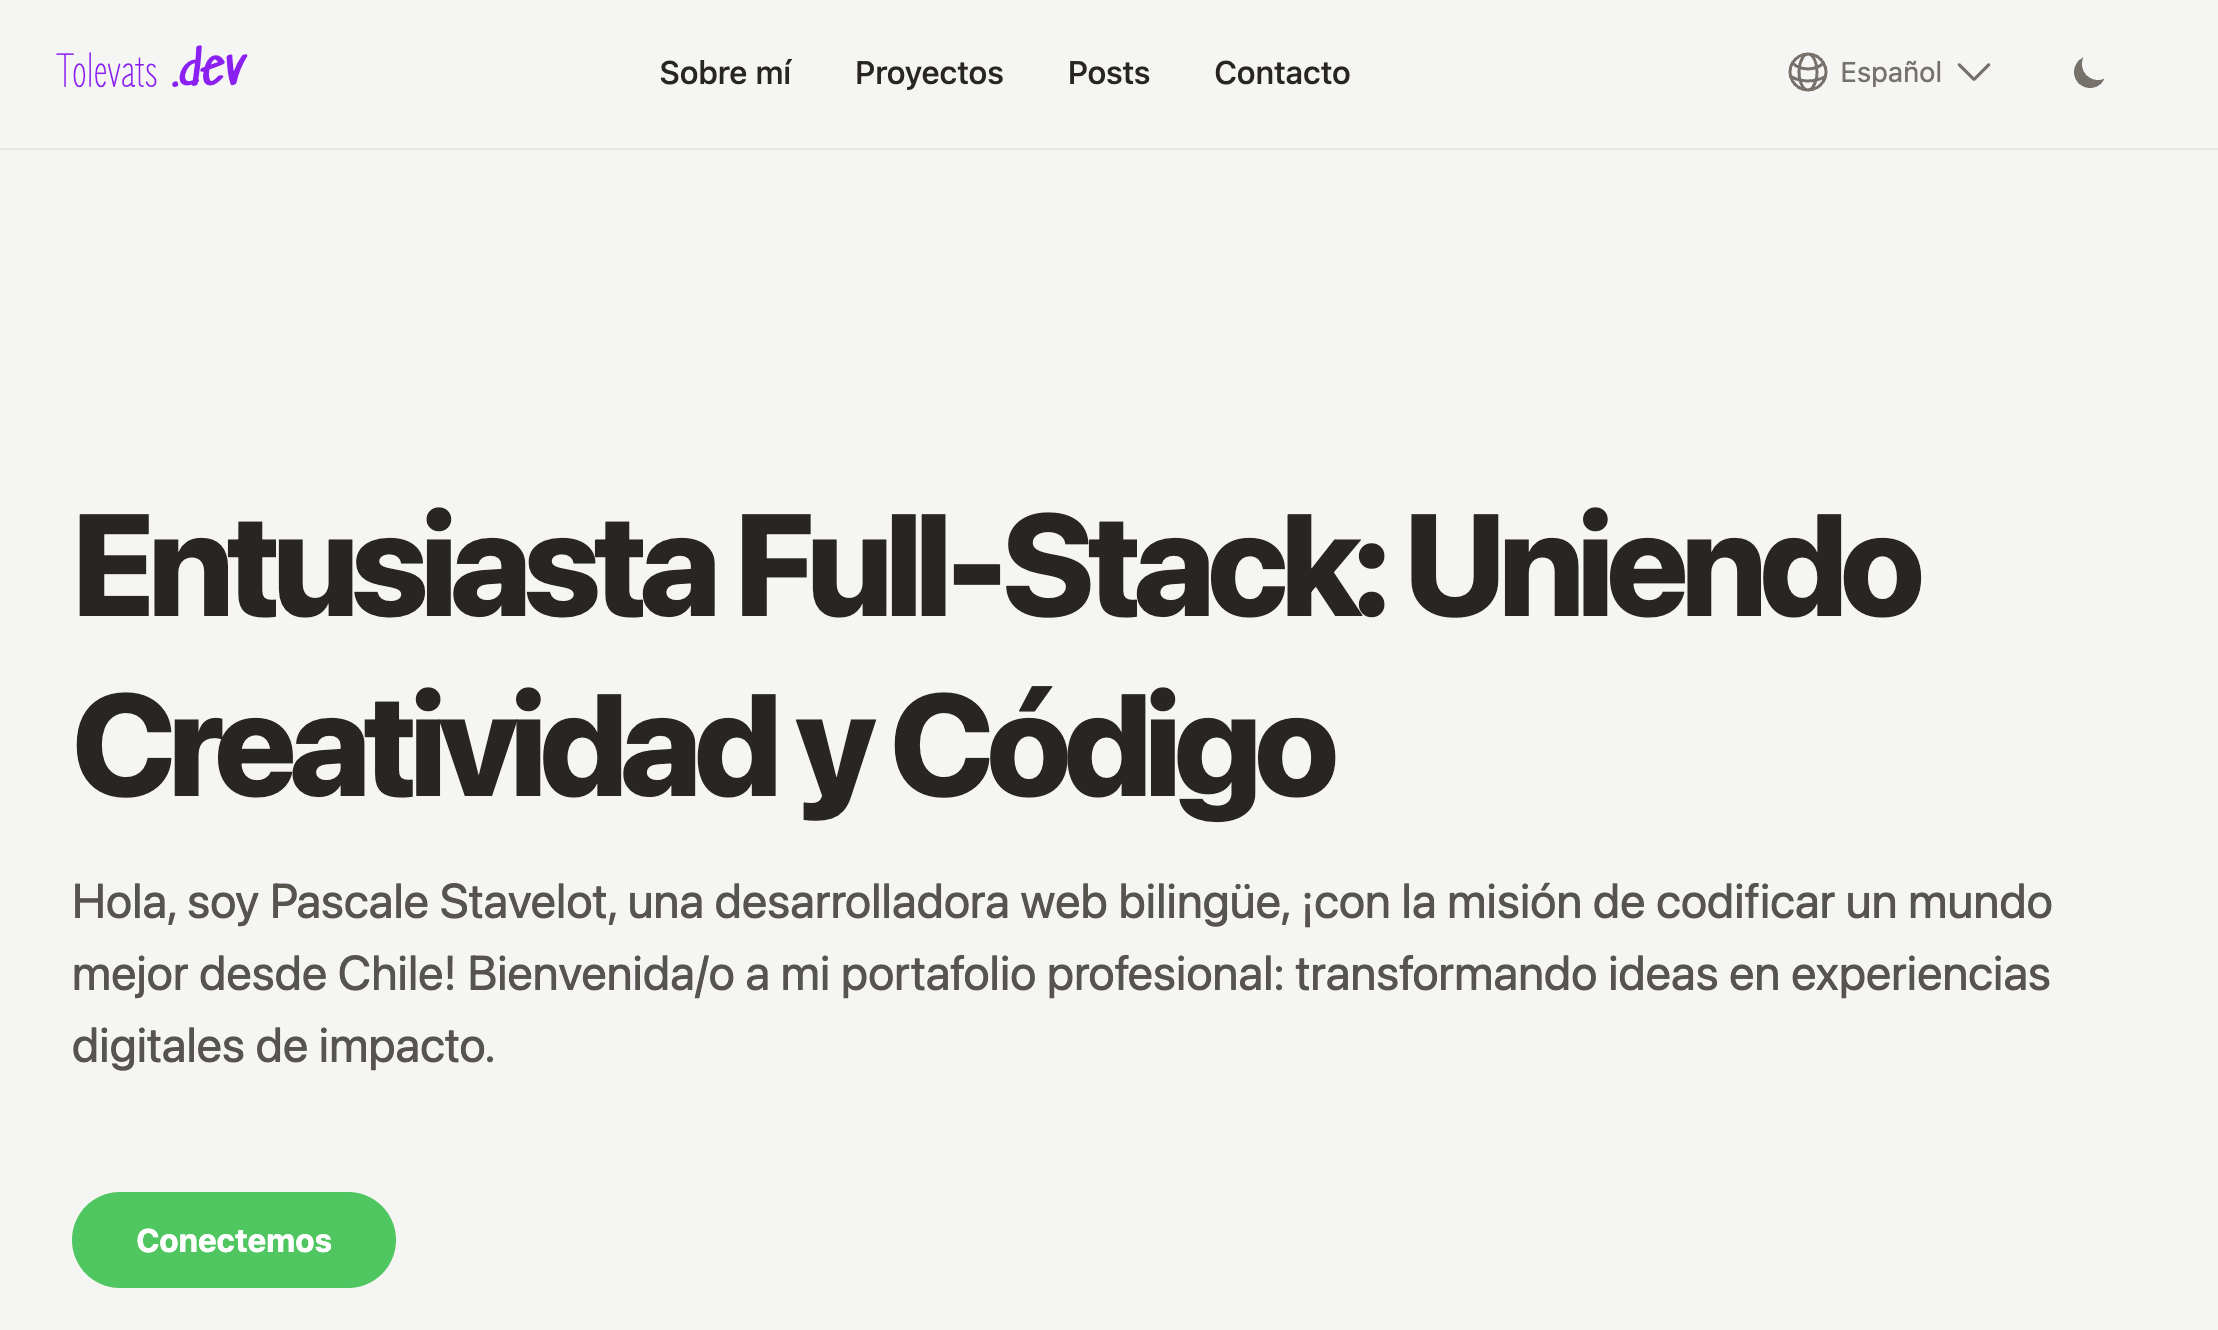 Tolevats .dev
Sobre mí Proyectos Posts Contacto
Español
Entusiasta Full-Stack: Uniendo
Creatividad y Código
Hola, soy Pascale Stavelot, una desarrolladora web bilingüe, ¡con la misión de codificar un mundo
mejor desde Chile! Bienvenida/o a mi portafolio profesional: transformando ideas en experiencias
digitales de impacto.
Conectemos